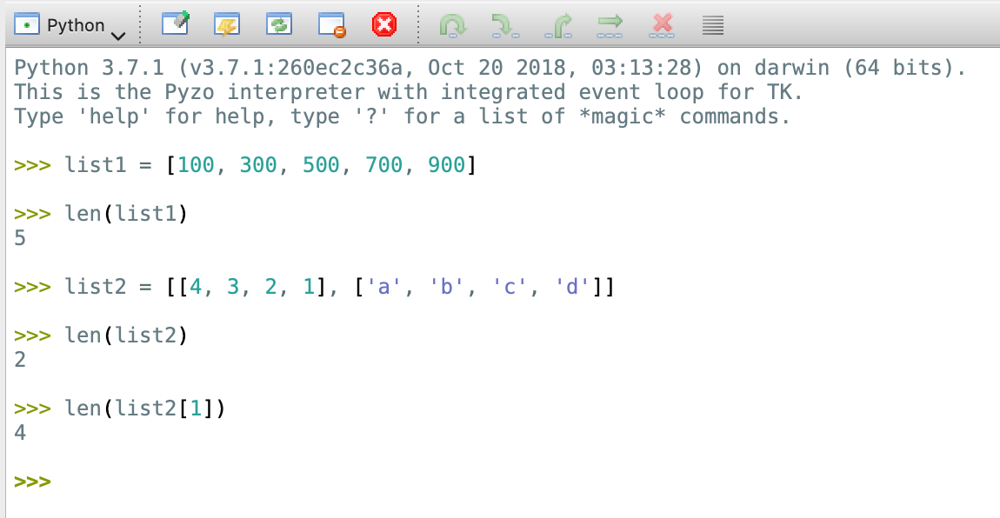 Python
Python 3.7.1 (v3.7.1:260ec2c36a, Oct 20 2018, 03:13:28) on darwin (64 bits).
This is the Pyzo interpreter with integrated event loop for TK.
Type 'help' for help, type '?' for a list of *magic* commands.
>>> list1 = [100, 300, 500, 700, 900]
>>> len(list1)
5
>>> list2 = [[4, 3, 2, 1], ['a', 'b', 'c', 'd']]
>>> len(list2)
2
>>> len(list2[1])
4
>>>